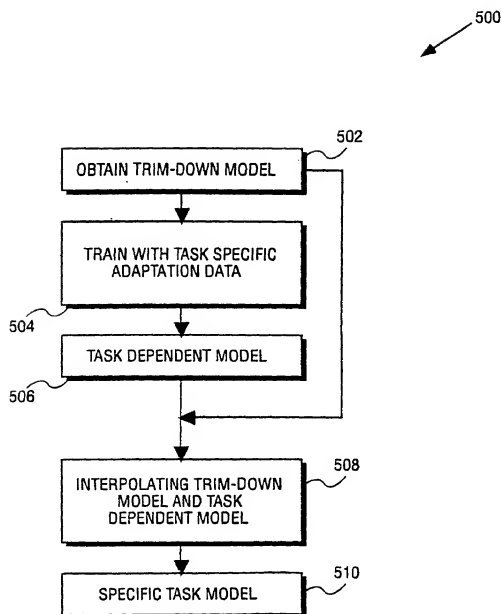 500
502
OBTAIN TRIM-DOWN MODEL
TRAIN WITH TASK SPECIFIC
ADAPTATION DATA
504
TASK DEPENDENT MODEL
506
508
INTERPOLATING TRIM-DOWN
MODEL AND TASK
DEPENDENT MODEL
510
SPECIFIC TASK MODEL